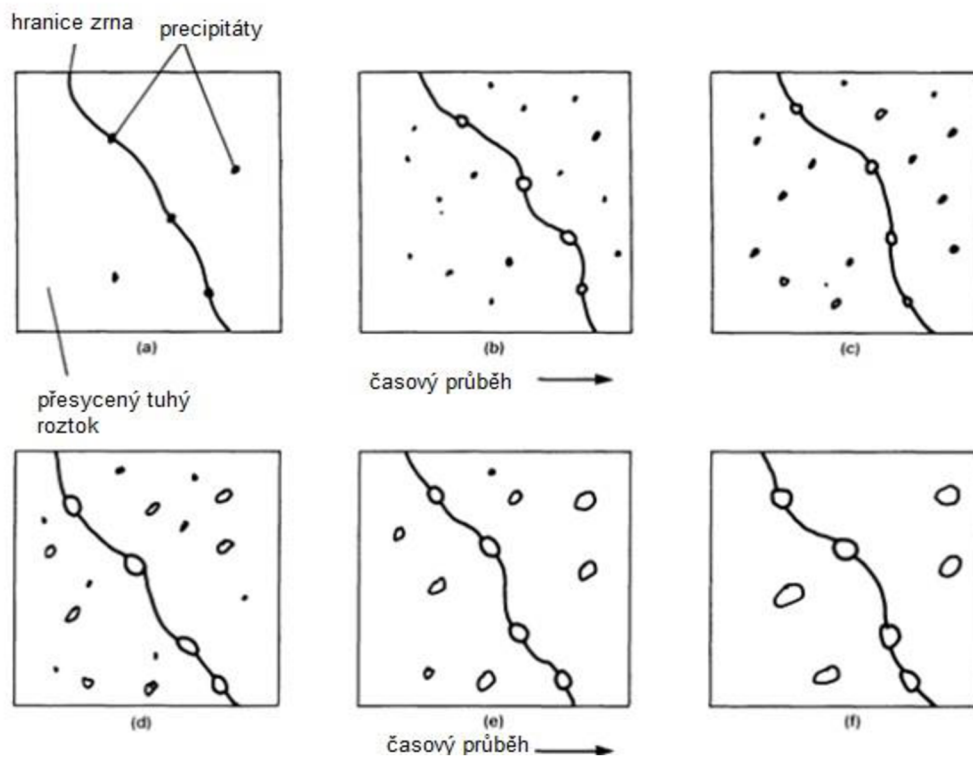 hranice zrna
precipitáty
(a)
(b)
(c)
časový průběh
přesycený tuhý
roztok
(d)
(e)
(f)
časový průběh